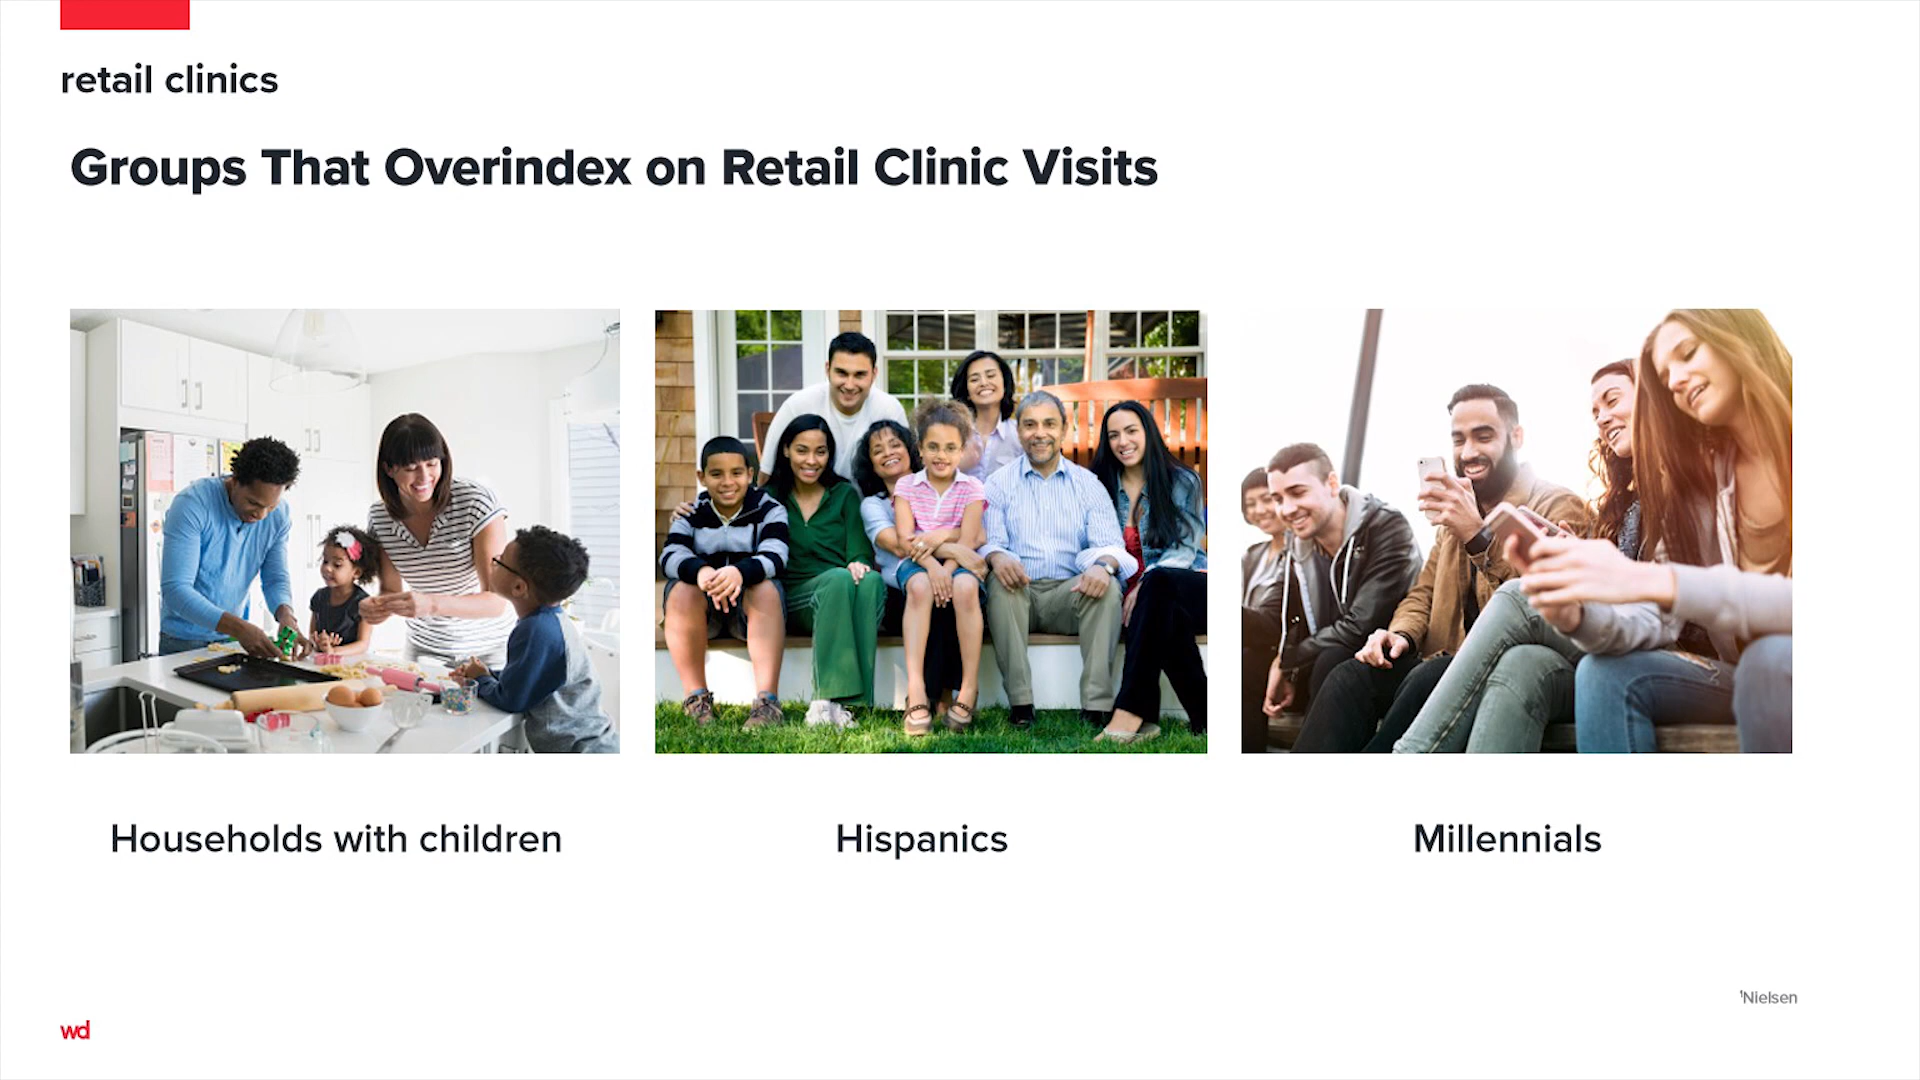 retail clinics
Groups That Overindex on Retail Clinic Visits
Households with children
Hispanics
Millennials
¹Nielsen
wd